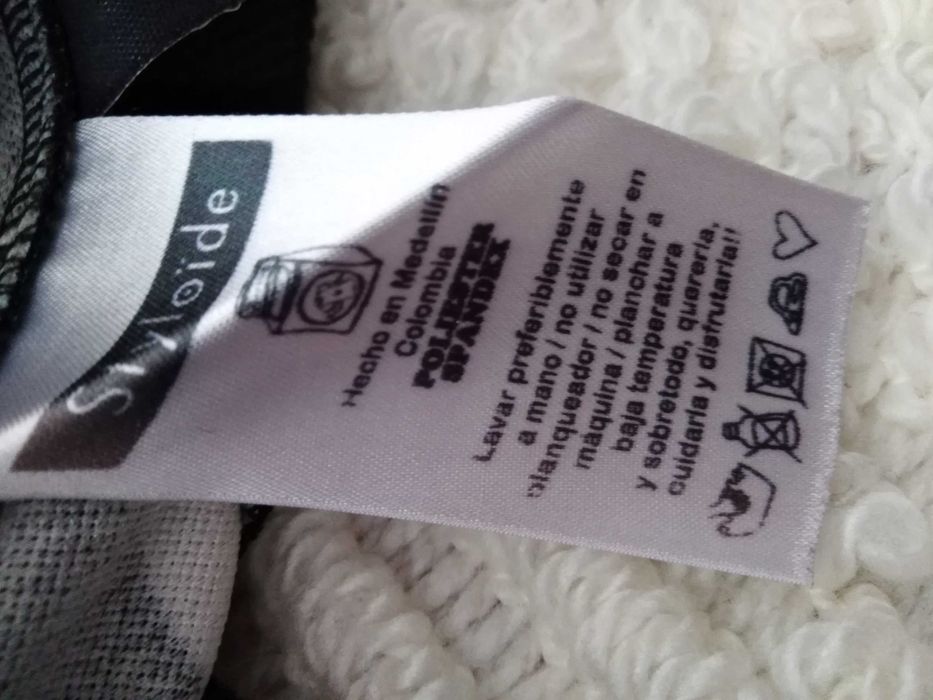 Styloïde
Hecho en Medellín
Colombia
POLIESTER
SPANDEX
Lavar preferiblemente
a mano / no utilizar
blanqueador / no secar en
máquina / planchar a
baja temperatura
y sobretodo, quererla,
cuidarla y disfrutarla!!